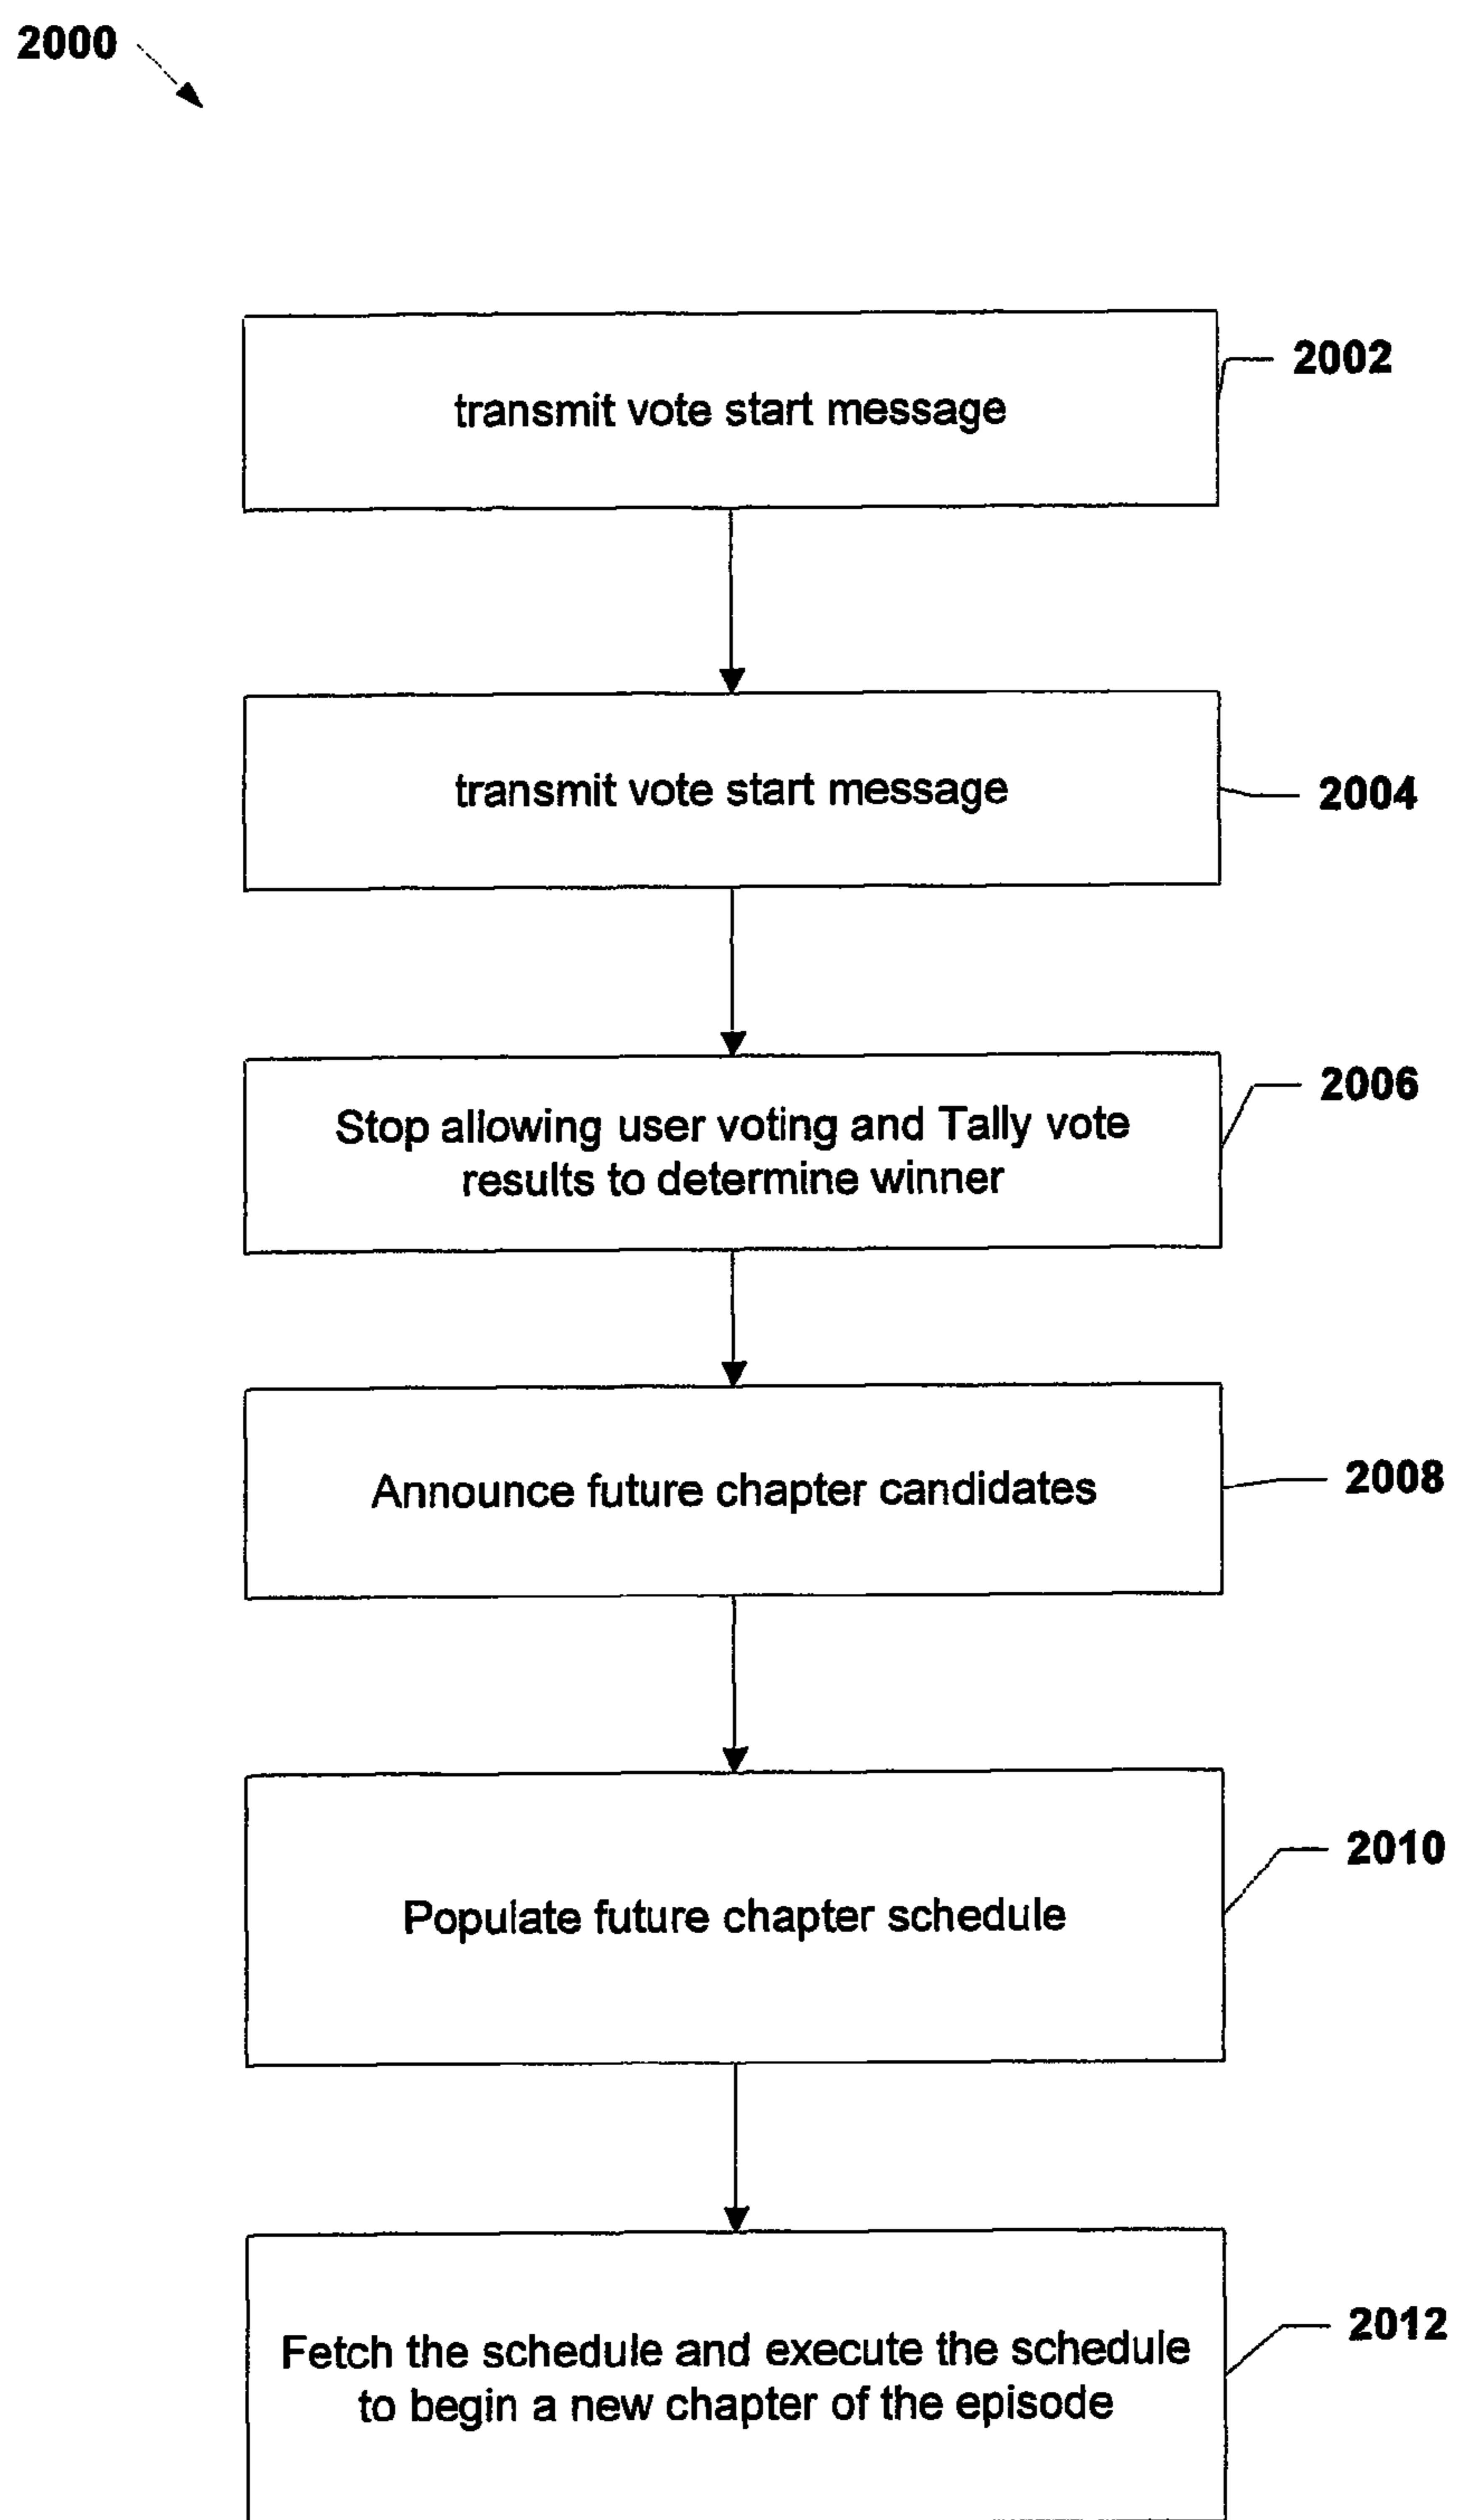 2000
transmit vote start message
2002
transmit vote start message
2004
Stop allowing user voting and Tally vote
results to determine winner
2006
Announce future chapter candidates
2008
Populate future chapter schedule
2010
Fetch the schedule and execute the schedule
to begin a new chapter of the episode
2012